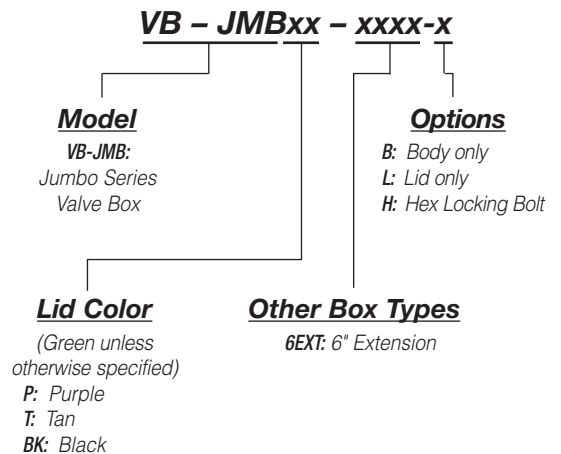 VB – JMBxx – xxxx-x
Model
VB-JMB:
Jumbo Series
Valve Box
Options
B: Body only
L: Lid only
H: Hex Locking Bolt
Lid Color
(Green unless
otherwise specified)
P: Purple
T: Tan
BK: Black
Other Box Types
6EXT: 6" Extension